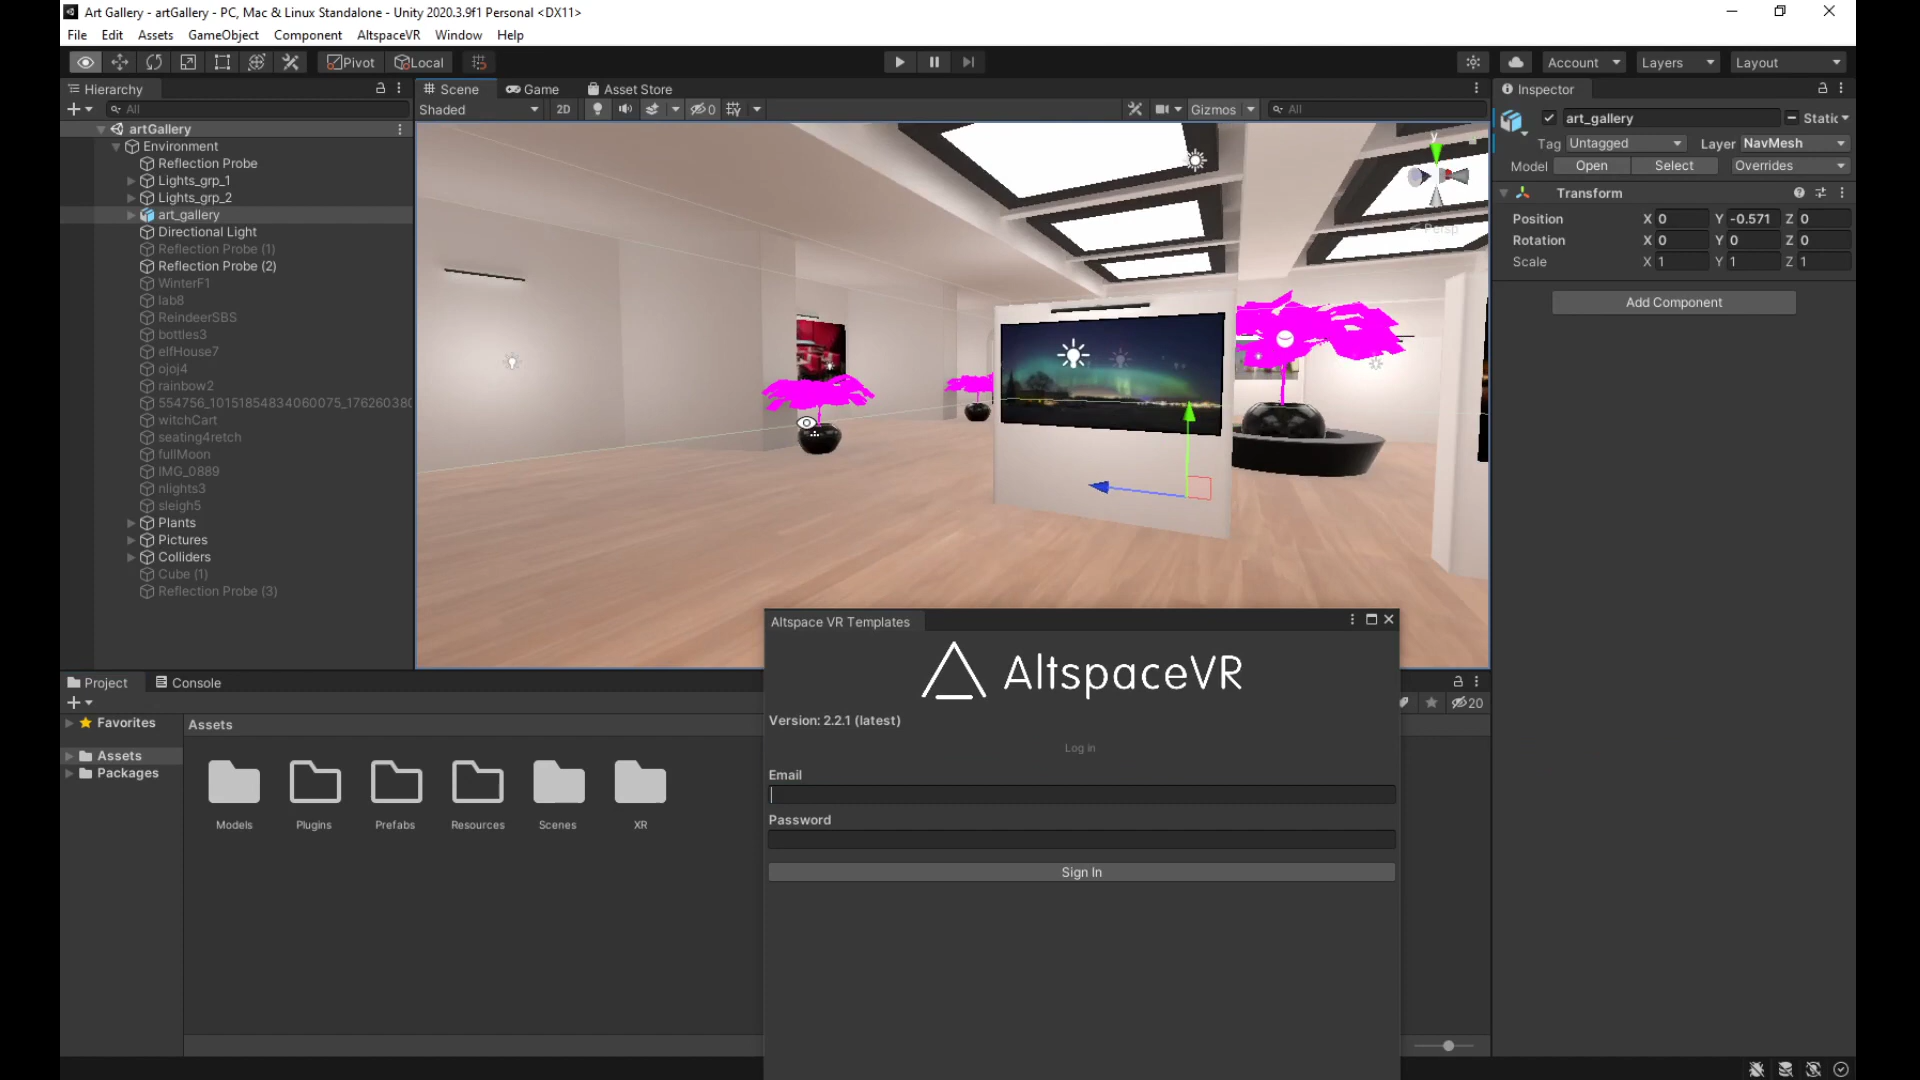 Art Gallery - artGallery - PC, Mac & Linux Standalone - Unity 2020.3.9f1 Personal <DX11>
File Edit Assets GameObject Component AltspaceVR Window Help
Pivot Local Account Layers Layout
Hierarchy
All
artGallery
Environment
Reflection Probe
Lights_grp_1
Lights_grp_2
art_gallery
Directional Light
Reflection Probe (1)
Reflection Probe (2)
WinterF1
lab8
ReindeerSBS
bottles3
elfHouse7
ojoj4
rainbow2
554756_10151854834060075_176260380
witchCart
seating4retch
fullMoon
IMG_0889
nlights3
sleigh5
Plants
Pictures
Colliders
Cube (1)
Reflection Probe (3)
Scene Game Asset Store
Shaded 2D 0 Gizmos All
y
Persp
Inspector
art_gallery Static
Tag Untagged Layer NavMesh
Model Open Select Overrides
Transform
Position X 0 Y -0.571 Z 0
Rotation X 0 Y 0 Z 0
Scale X 1 Y 1 Z 1
Add Component
Project Console
20
Favorites
Assets
Packages
Assets
Models Plugins Prefabs Resources Scenes XR
Altspace VR Templates
AltspaceVR
Version: 2.2.1 (latest)
Log in
Email
Password
Sign In